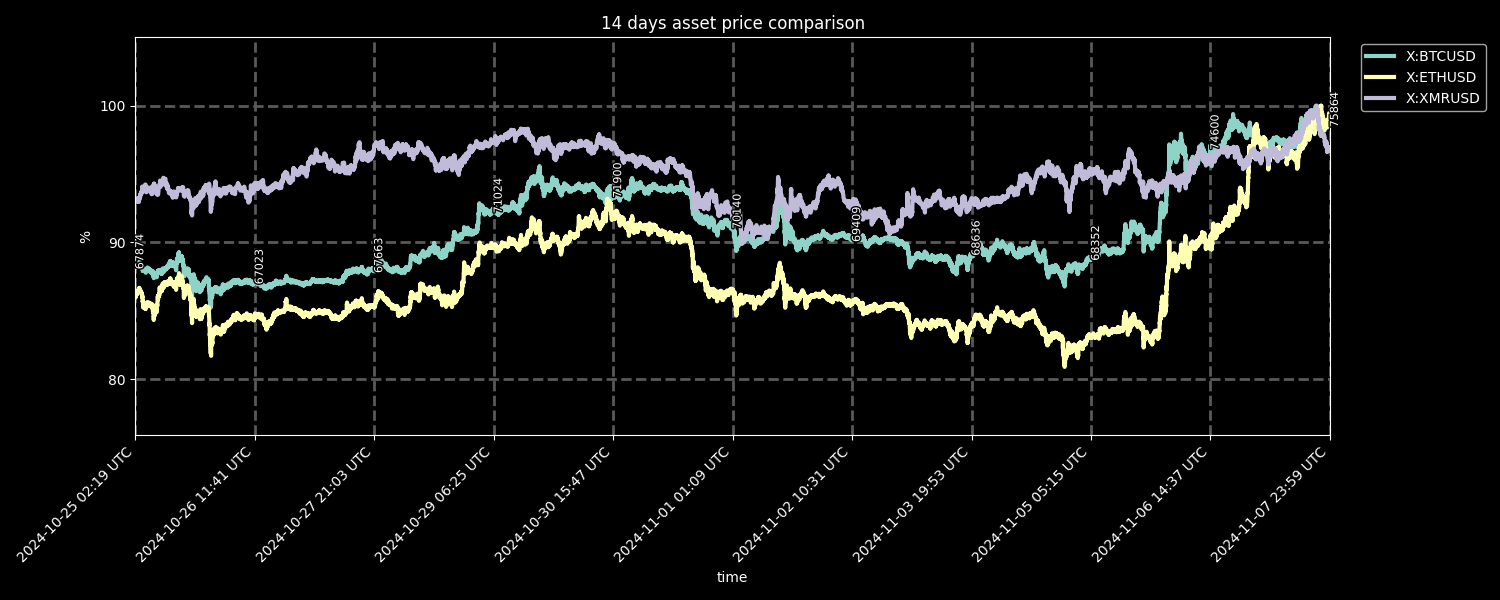 14 days asset price comparison
X:BTCUSD
X:ETHUSD
X:XMRUSD
100
90
80
%
67874
67023
67663
71024
71900
70140
69409
68636
68352
74600
75864
2024-10-25 02:19 UTC
2024-10-26 11:41 UTC
2024-10-27 21:03 UTC
2024-10-29 06:25 UTC
2024-10-30 15:47 UTC
2024-11-01 01:09 UTC
2024-11-02 10:31 UTC
2024-11-03 19:53 UTC
2024-11-05 05:15 UTC
2024-11-06 14:37 UTC
2024-11-07 23:59 UTC
time